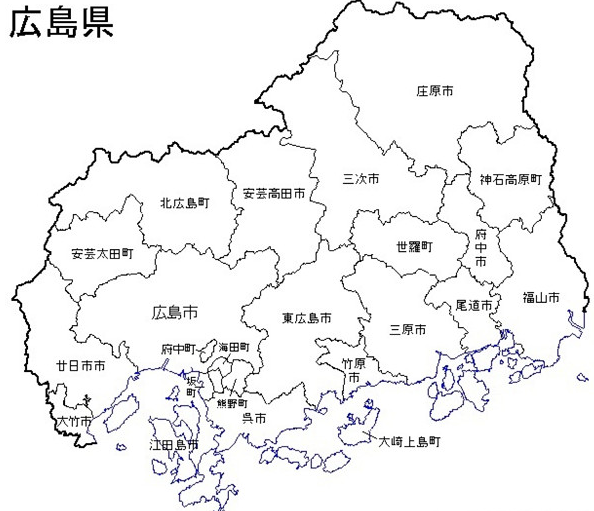 広島県
庄原市
三次市
神石高原町
安芸高田市
北広島町
府中市
世羅町
安芸太田町
福山市
尾道市
広島市
東広島市
三原市
府中町
海田町
廿日市市
竹原市
坂町
熊野町
呉市
大竹市
江田島市
大崎上島町